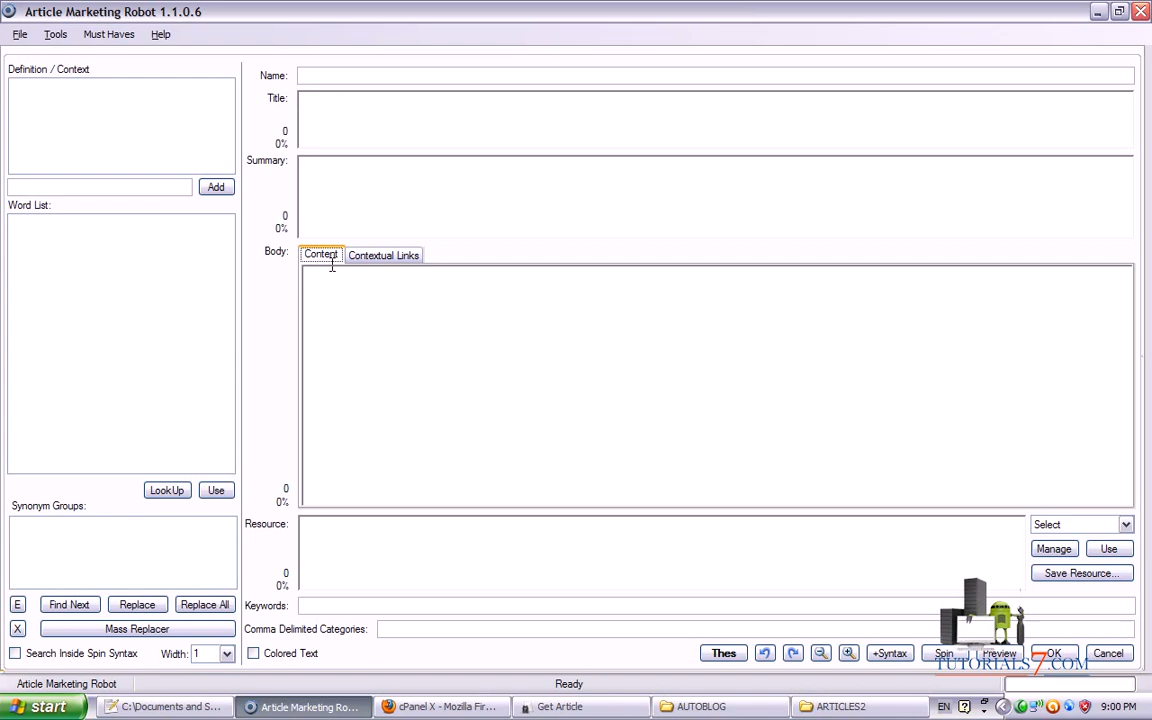 Article Marketing Robot 1.1.0.6
File Tools Must Haves Help
Definition / Context
Name:
Title:
0
0%
Summary:
Add
Word List:
0
0%
Body: Content Contextual Links
LookUp Use
0
0%
Synonym Groups:
Resource: Select
Manage Use
0
0%
Save Resource...
E Find Next Replace Replace All
Keywords:
X Mass Replacer
Comma Delimited Categories:
Search Inside Spin Syntax Width: 1 Colored Text
Thes +Syntax Spin Preview OK Cancel
TUTORIALS7.COM
Article Marketing Robot Ready
start C:\Documents and S... Article Marketing Ro... cPanel X - Mozilla Fir... Get Article AUTOBLOG ARTICLES2 EN 9:00 PM